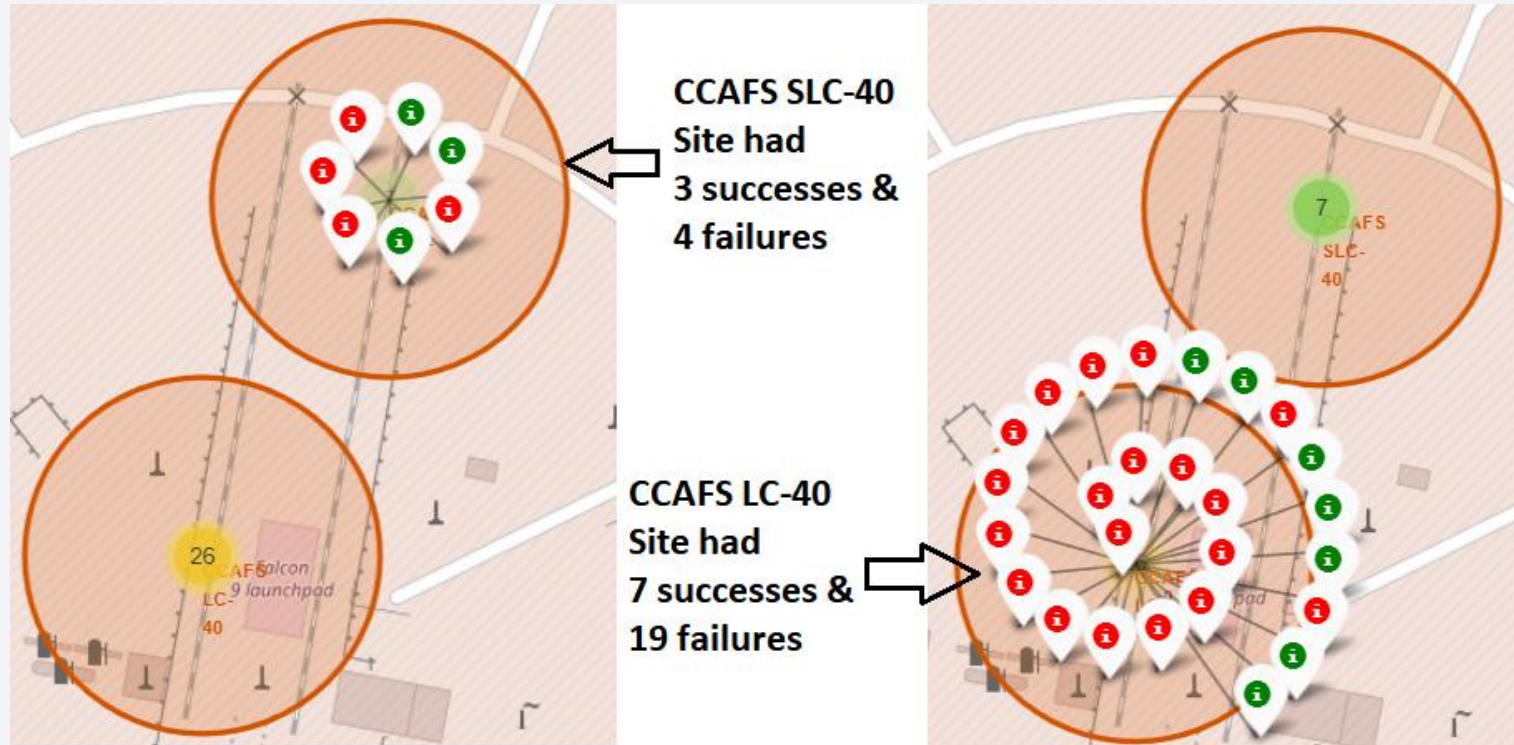 CCAFS SLC-40
Site had
3 successes &
4 failures
7
CCAFS
SLC-
40
CCAFS LC-40
Site had
7 successes &
19 failures
26
CCAFS
LC-
40
Falcon
9 launchpad